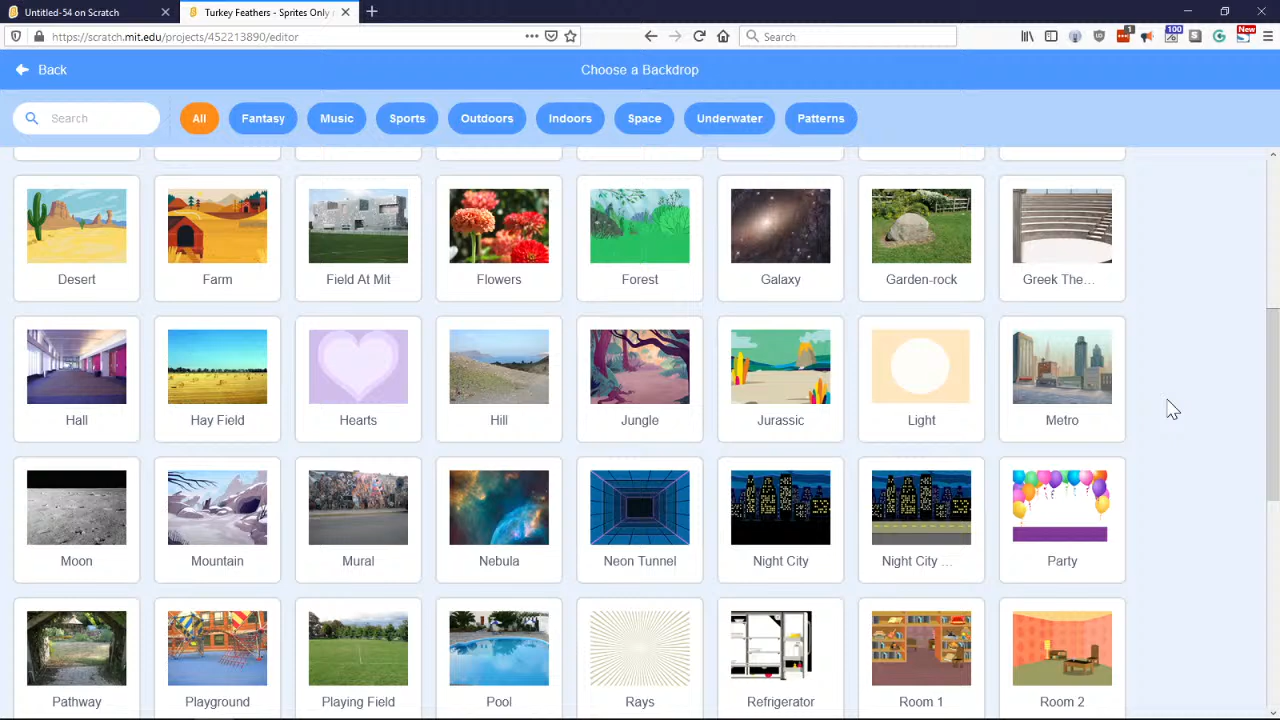 Untitled-54 on Scratch
Turkey Feathers - Sprites Only
https://scratch.mit.edu/projects/452213890/editor
Search
1
100
New
Back
Choose a Backdrop
Search
All
Fantasy
Music
Sports
Outdoors
Indoors
Space
Underwater
Patterns
Desert
Farm
Field At Mit
Flowers
Forest
Galaxy
Garden-rock
Greek The...
Hall
Hay Field
Hearts
Hill
Jungle
Jurassic
Light
Metro
Moon
Mountain
Mural
Nebula
Neon Tunnel
Night City
Night City ...
Party
Pathway
Playground
Playing Field
Pool
Rays
Refrigerator
Room 1
Room 2